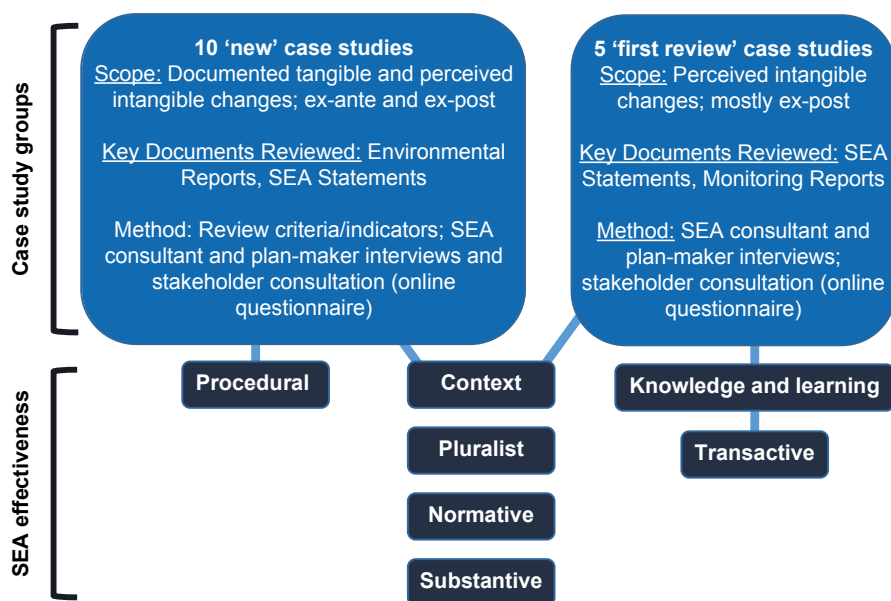 Case study groups
10 ‘new’ case studies
Scope: Documented tangible and perceived
intangible changes; ex-ante and ex-post
Key Documents Reviewed: Environmental
Reports, SEA Statements
Method: Review criteria/indicators; SEA
consultant and plan-maker interviews and
stakeholder consultation (online
questionnaire)
5 ‘first review’ case studies
Scope: Perceived intangible
changes; mostly ex-post
Key Documents Reviewed: SEA
Statements, Monitoring Reports
Method: SEA consultant and
plan-maker interviews;
stakeholder consultation (online
questionnaire)
SEA effectiveness
Procedural
Context
Pluralist
Normative
Substantive
Knowledge and learning
Transactive